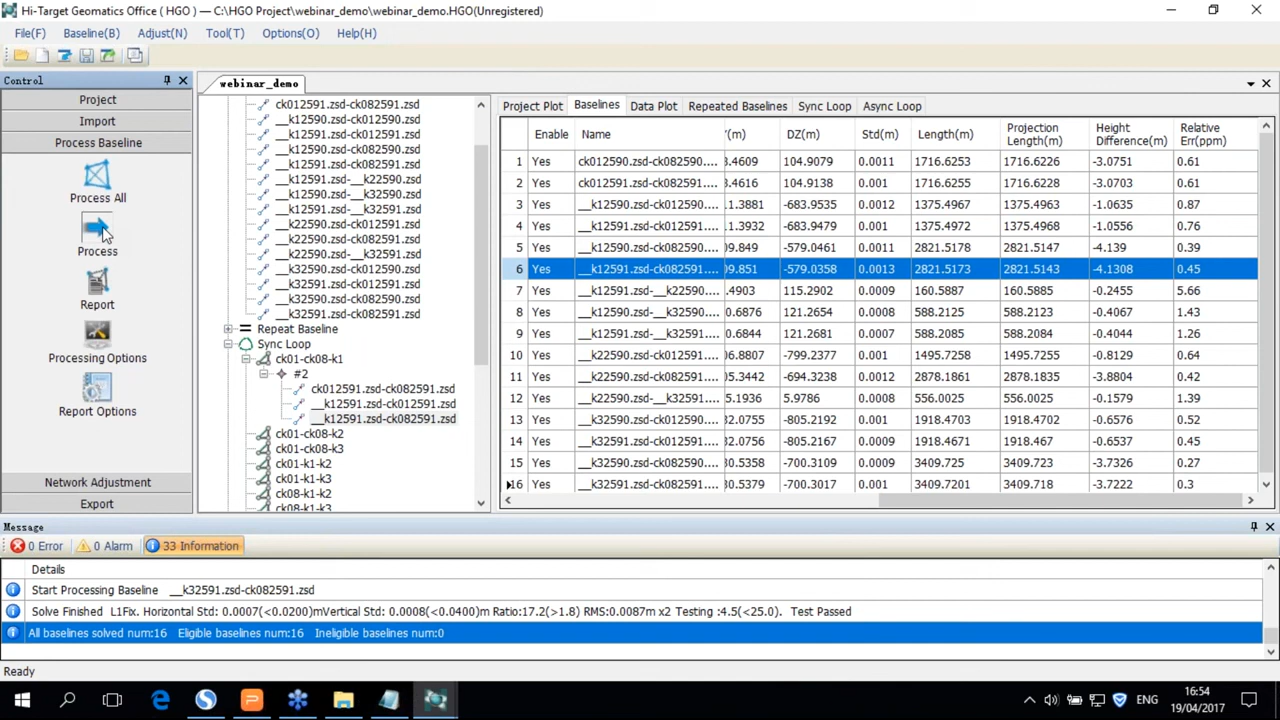 Hi-Target Geomatics Office ( HGO ) — C:\HGO Project\webinar_demo\webinar_demo.HGO(Unregistered)
File(F) Baseline(B) Adjust(N) Tool(T) Options(O) Help(H)
Control
Project
Import
Process Baseline
Process All
Process
Report
Processing Options
Report Options
Network Adjustment
Export
webinar_demo
ck012591.zsd-ck082591.zsd
__k12590.zsd-ck012590.zsd
__k12591.zsd-ck012591.zsd
__k12590.zsd-ck082590.zsd
__k12591.zsd-ck082591.zsd
__k12591.zsd-__k22590.zsd
__k12590.zsd-__k32590.zsd
__k12591.zsd-__k32591.zsd
__k22590.zsd-ck012591.zsd
__k22590.zsd-ck082591.zsd
__k22590.zsd-__k32591.zsd
__k32590.zsd-ck012590.zsd
__k32591.zsd-ck012591.zsd
__k32590.zsd-ck082590.zsd
__k32591.zsd-ck082591.zsd
Repeat Baseline
Sync Loop
ck01-ck08-k1
#2
ck012591.zsd-ck082591.zsd
__k12591.zsd-ck012591.zsd
__k12591.zsd-ck082591.zsd
ck01-ck08-k2
ck01-ck08-k3
ck01-k1-k2
ck01-k1-k3
ck08-k1-k2
ck08-k1-k3
Project Plot Baselines Data Plot Repeated Baselines Sync Loop Async Loop
Enable Name '(m) DZ(m) Std(m) Length(m) Projection Length(m) Height Difference(m) Relative Err(ppm)
1 Yes ck012590.zsd-ck082590.... 3.4609 104.9079 0.0011 1716.6253 1716.6226 -3.0751 0.61
2 Yes ck012591.zsd-ck082591.... 3.4616 104.9138 0.001 1716.6255 1716.6228 -3.0703 0.61
3 Yes __k12590.zsd-ck012590.... 11.3881 -683.9535 0.0012 1375.4967 1375.4963 -1.0635 0.87
4 Yes __k12591.zsd-ck012591.... 11.3932 -683.9479 0.001 1375.4972 1375.4968 -1.0556 0.76
5 Yes __k12590.zsd-ck082590.... 09.849 -579.0461 0.0011 2821.5178 2821.5147 -4.139 0.39
6 Yes __k12591.zsd-ck082591.... 09.851 -579.0358 0.0013 2821.5173 2821.5143 -4.1308 0.45
7 Yes __k12591.zsd-__k22590.... .4903 115.2902 0.0009 160.5887 160.5885 -0.2455 5.66
8 Yes __k12590.zsd-__k32590.... 0.6876 121.2654 0.0008 588.2125 588.2123 -0.4067 1.43
9 Yes __k12591.zsd-__k32591.... 0.6844 121.2681 0.0007 588.2085 588.2084 -0.4044 1.26
10 Yes __k22590.zsd-ck012591.... 06.8807 -799.2377 0.001 1495.7258 1495.7255 -0.8129 0.64
11 Yes __k22590.zsd-ck082591.... 05.3442 -694.3238 0.0012 2878.1861 2878.1835 -3.8804 0.42
12 Yes __k22590.zsd-__k32591.... 5.1936 5.9786 0.0008 556.0025 556.0025 -0.1579 1.39
13 Yes __k32590.zsd-ck012590.... 32.0755 -805.2192 0.001 1918.4703 1918.4702 -0.6576 0.52
14 Yes __k32591.zsd-ck012591.... 32.0756 -805.2167 0.0009 1918.4671 1918.467 -0.6537 0.45
15 Yes __k32590.zsd-ck082590.... 30.5358 -700.3109 0.0009 3409.725 3409.723 -3.7326 0.27
16 Yes __k32591.zsd-ck082591.... 30.5379 -700.3017 0.001 3409.7201 3409.718 -3.7222 0.3
Message
0 Error 0 Alarm 33 Information
Details
Start Processing Baseline __k32591.zsd-ck082591.zsd
Solve Finished L1Fix. Horizontal Std: 0.0007(<0.0200)mVertical Std: 0.0008(<0.0400)m Ratio:17.2(>1.8) RMS:0.0087m x2 Testing :4.5(<25.0). Test Passed
All baselines solved num:16 Eligible baselines num:16 Ineligible baselines num:0
Ready
ENG
16:54
19/04/2017